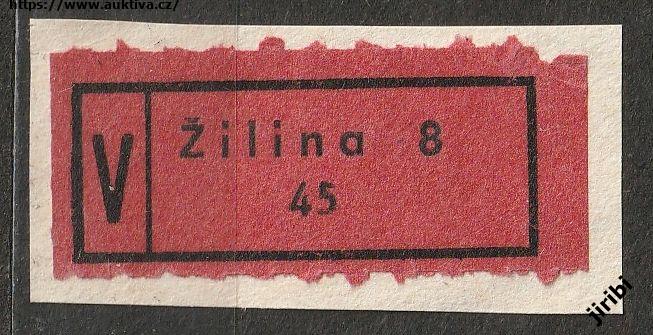 https://www.auktiva.cz/
V
Žilina 8
45
jiribi